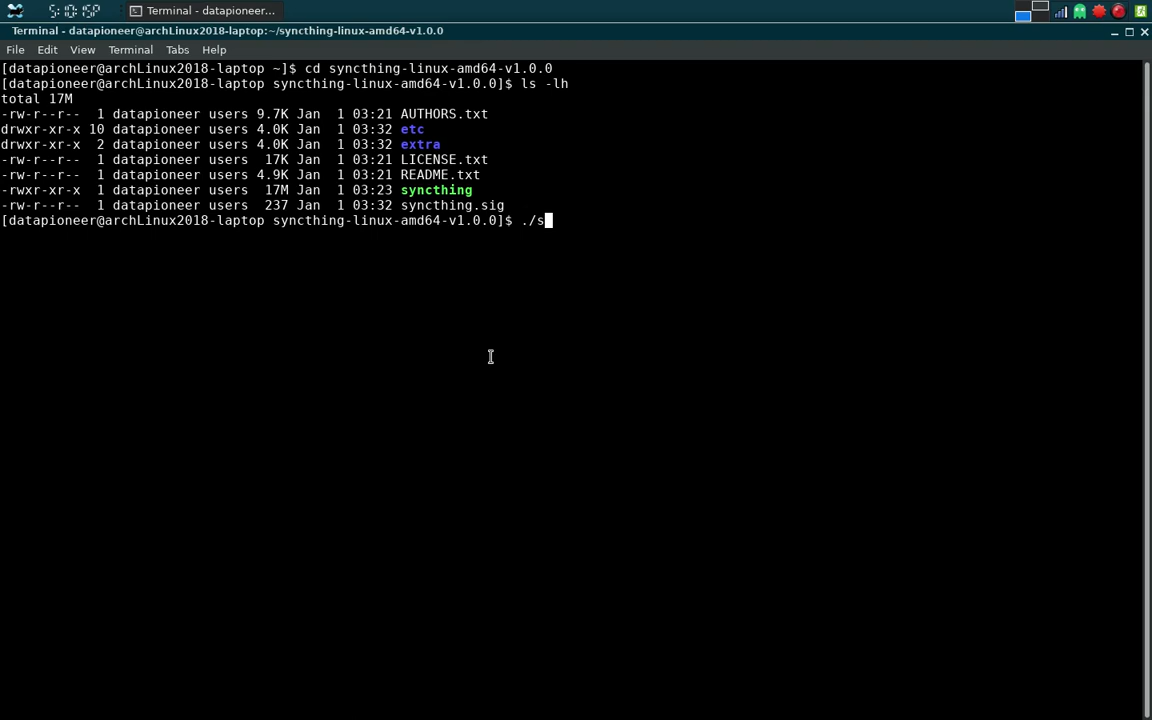 5:10:15P
Terminal - datapioneer...
Terminal - datapioneer@archLinux2018-laptop:~/syncthing-linux-amd64-v1.0.0
File Edit View Terminal Tabs Help
[datapioneer@archLinux2018-laptop ~]$ cd syncthing-linux-amd64-v1.0.0
[datapioneer@archLinux2018-laptop syncthing-linux-amd64-v1.0.0]$ ls -lh
total 17M
-rw-r--r--  1 datapioneer users 9.7K Jan  1 03:21 AUTHORS.txt
drwxr-xr-x 10 datapioneer users 4.0K Jan  1 03:32 etc
drwxr-xr-x  2 datapioneer users 4.0K Jan  1 03:32 extra
-rw-r--r--  1 datapioneer users  17K Jan  1 03:21 LICENSE.txt
-rw-r--r--  1 datapioneer users 4.9K Jan  1 03:21 README.txt
-rwxr-xr-x  1 datapioneer users  17M Jan  1 03:23 syncthing
-rw-r--r--  1 datapioneer users  237 Jan  1 03:32 syncthing.sig
[datapioneer@archLinux2018-laptop syncthing-linux-amd64-v1.0.0]$ ./s